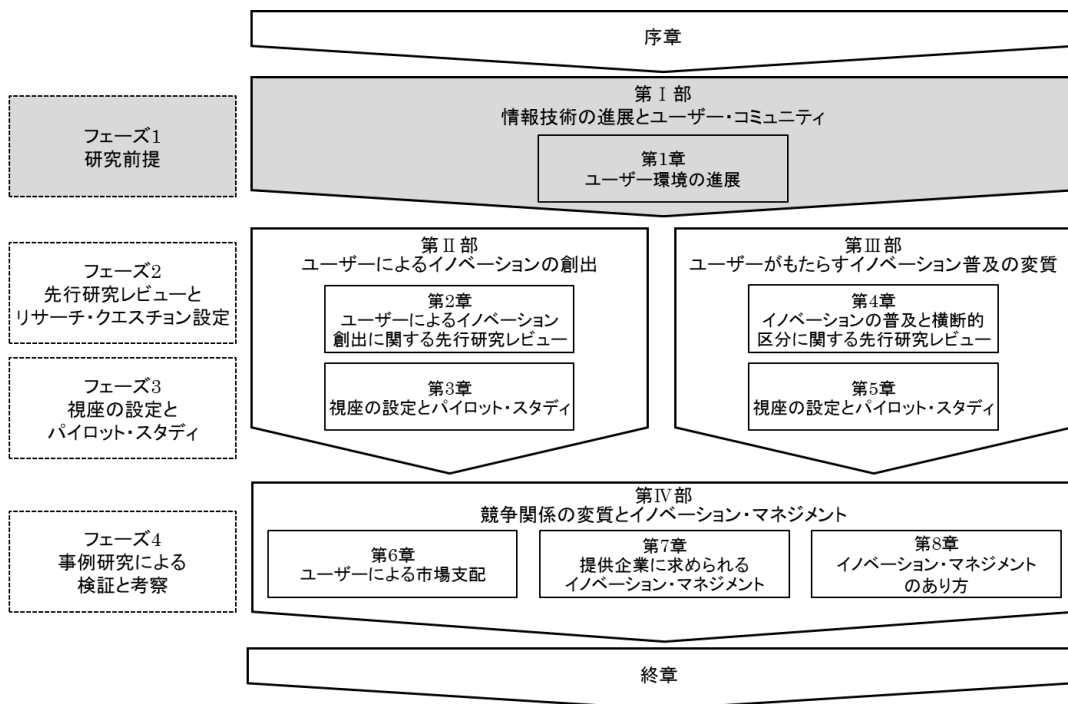 序章
フェーズ1
研究前提
第Ⅰ部
情報技術の進展とユーザー・コミュニティ
第1章
ユーザー環境の進展
フェーズ2
先行研究レビューと
リサーチ・クエスチョン設定
第Ⅱ部
ユーザーによるイノベーションの創出
第2章
ユーザーによるイノベーション
創出に関する先行研究レビュー
第Ⅲ部
ユーザーがもたらすイノベーション普及の変質
第4章
イノベーションの普及と横断的
区分に関する先行研究レビュー
フェーズ3
視座の設定と
パイロット・スタディ
第3章
視座の設定とパイロット・スタディ
第5章
視座の設定とパイロット・スタディ
フェーズ4
事例研究による
検証と考察
第Ⅳ部
競争関係の変質とイノベーション・マネジメント
第6章
ユーザーによる市場支配
第7章
提供企業に求められる
イノベーション・マネジメント
第8章
イノベーション・マネジメント
のあり方
終章